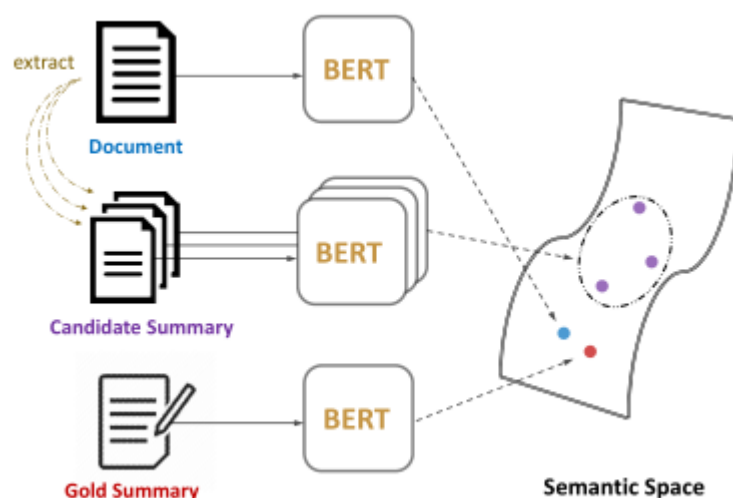 extract
BERT
Document
BERT
Candidate Summary
BERT
Gold Summary
Semantic Space